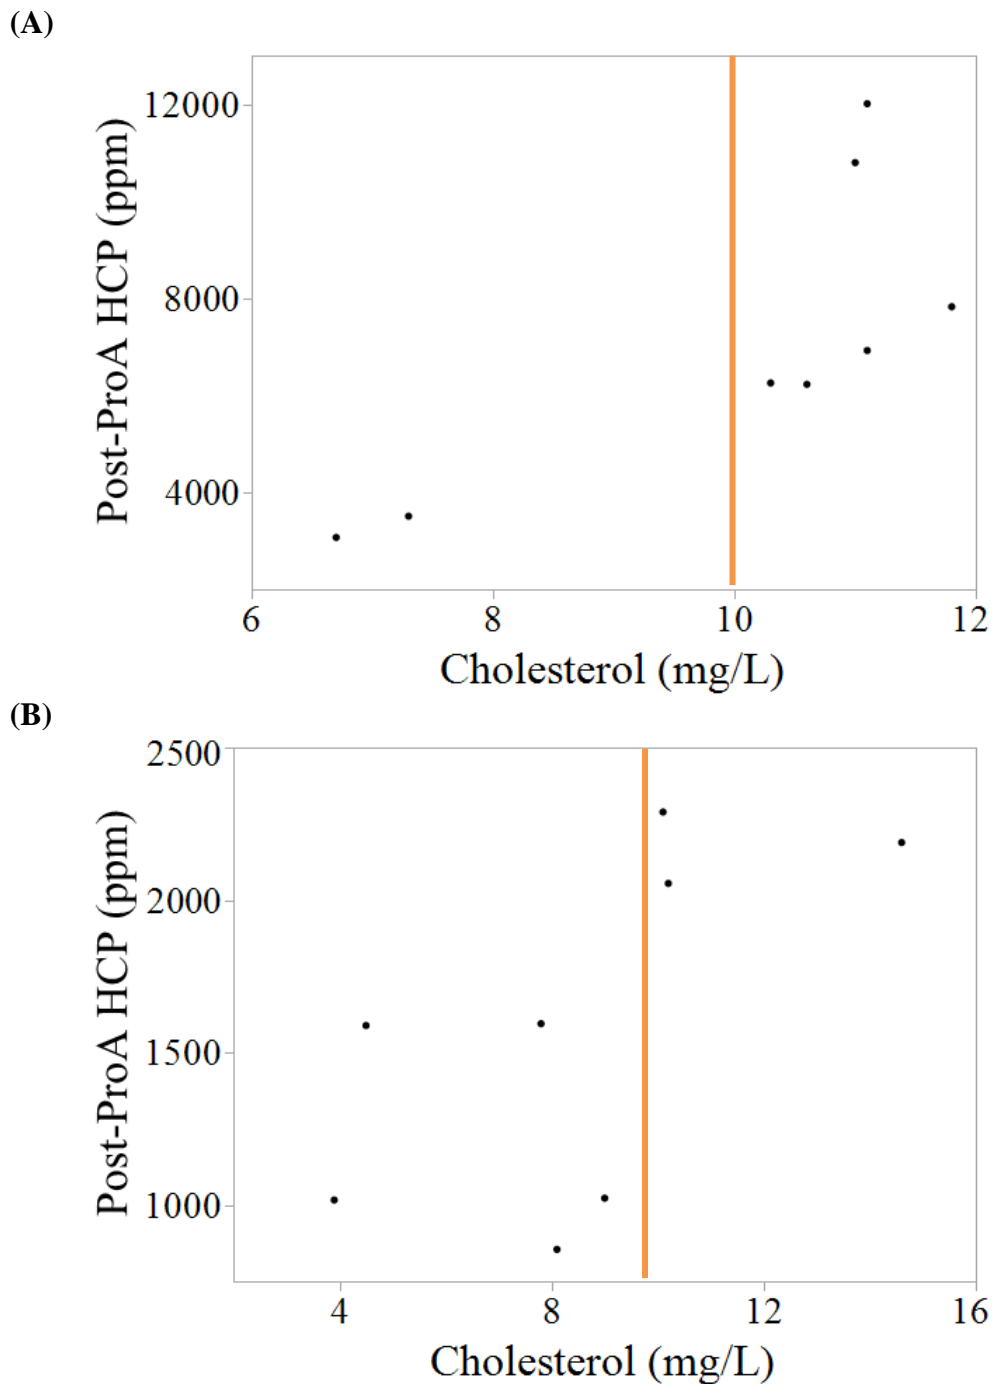 (A)
12000
8000
4000
Post-ProA HCP (ppm)
6 8 10 12
Cholesterol (mg/L)
(B)
2500
2000
1500
1000
Post-ProA HCP (ppm)
4 8 12 16
Cholesterol (mg/L)